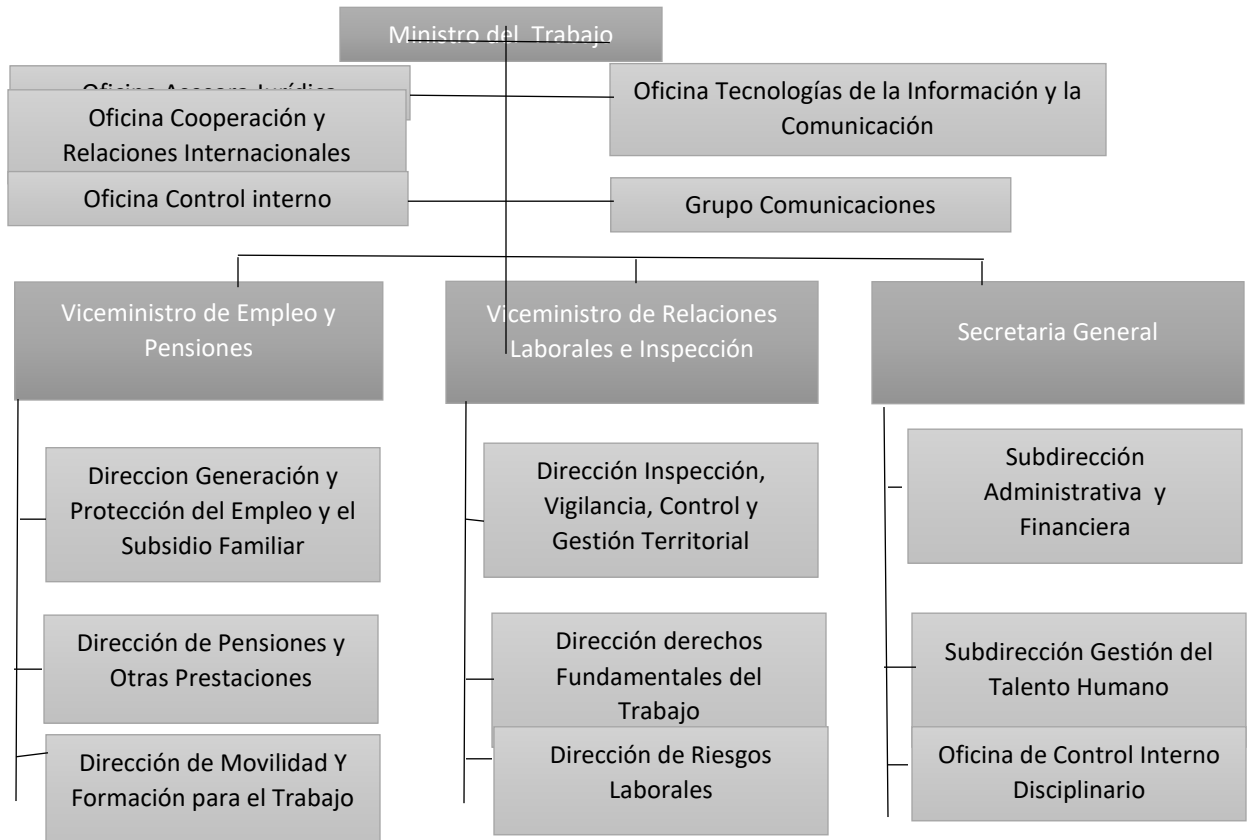 Ministro del Trabajo
Oficina Asesora Jurídica
Oficina Cooperación y
Relaciones Internacionales
Oficina Control interno
Oficina Tecnologías de la Información y la
Comunicación
Grupo Comunicaciones
Viceministro de Empleo y
Pensiones
Viceministro de Relaciones
Laborales e Inspección
Secretaria General
Direccion Generación y
Protección del Empleo y el
Subsidio Familiar
Dirección de Pensiones y
Otras Prestaciones
Dirección de Movilidad Y
Formación para el Trabajo
Dirección Inspección,
Vigilancia, Control y
Gestión Territorial
Dirección derechos
Fundamentales del
Trabajo
Dirección de Riesgos
Laborales
Subdirección
Administrativa y
Financiera
Subdirección Gestión del
Talento Humano
Oficina de Control Interno
Disciplinario